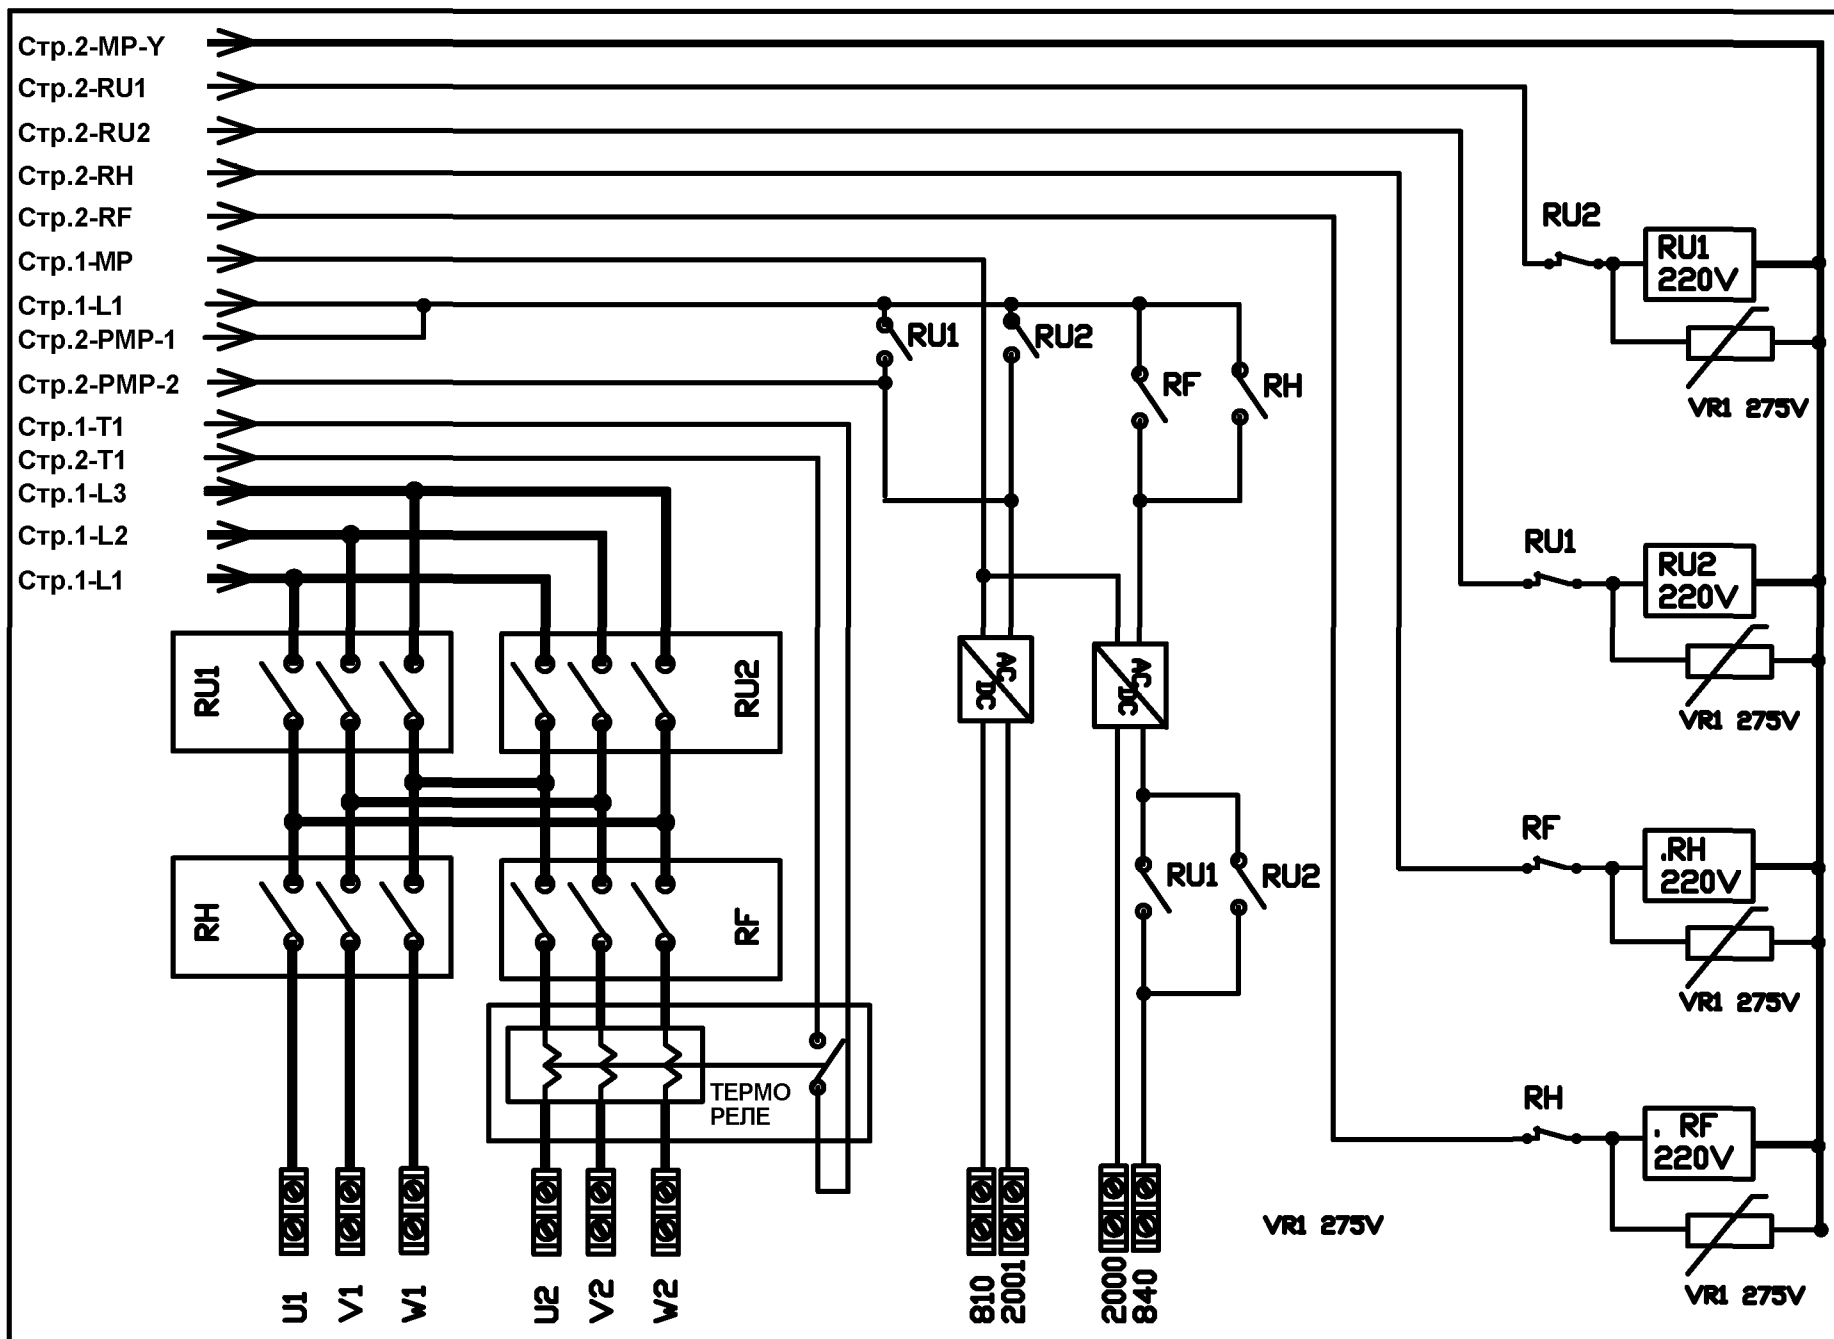 Стр.2-MP-Y
Стр.2-RU1
Стр.2-RU2
Стр.2-RH
Стр.2-RF
Стр.1-MP
Стр.1-L1
Стр.2-PMP-1
Стр.2-PMP-2
Стр.1-T1
Стр.2-T1
Стр.1-L3
Стр.1-L2
Стр.1-L1
RU2
RU1
220V
VR1 275V
RU1
RU2
RF
RH
RU1
RU2
220V
VR1 275V
RU1
RU2
AC
DC
AC
DC
RF
.RH
220V
VR1 275V
RU1
RU2
RH
RF
ТЕРМО
РЕЛЕ
RH
. RF
220V
VR1 275V
VR1 275V
U1
V1
W1
U2
V2
W2
810
2001
2000
840